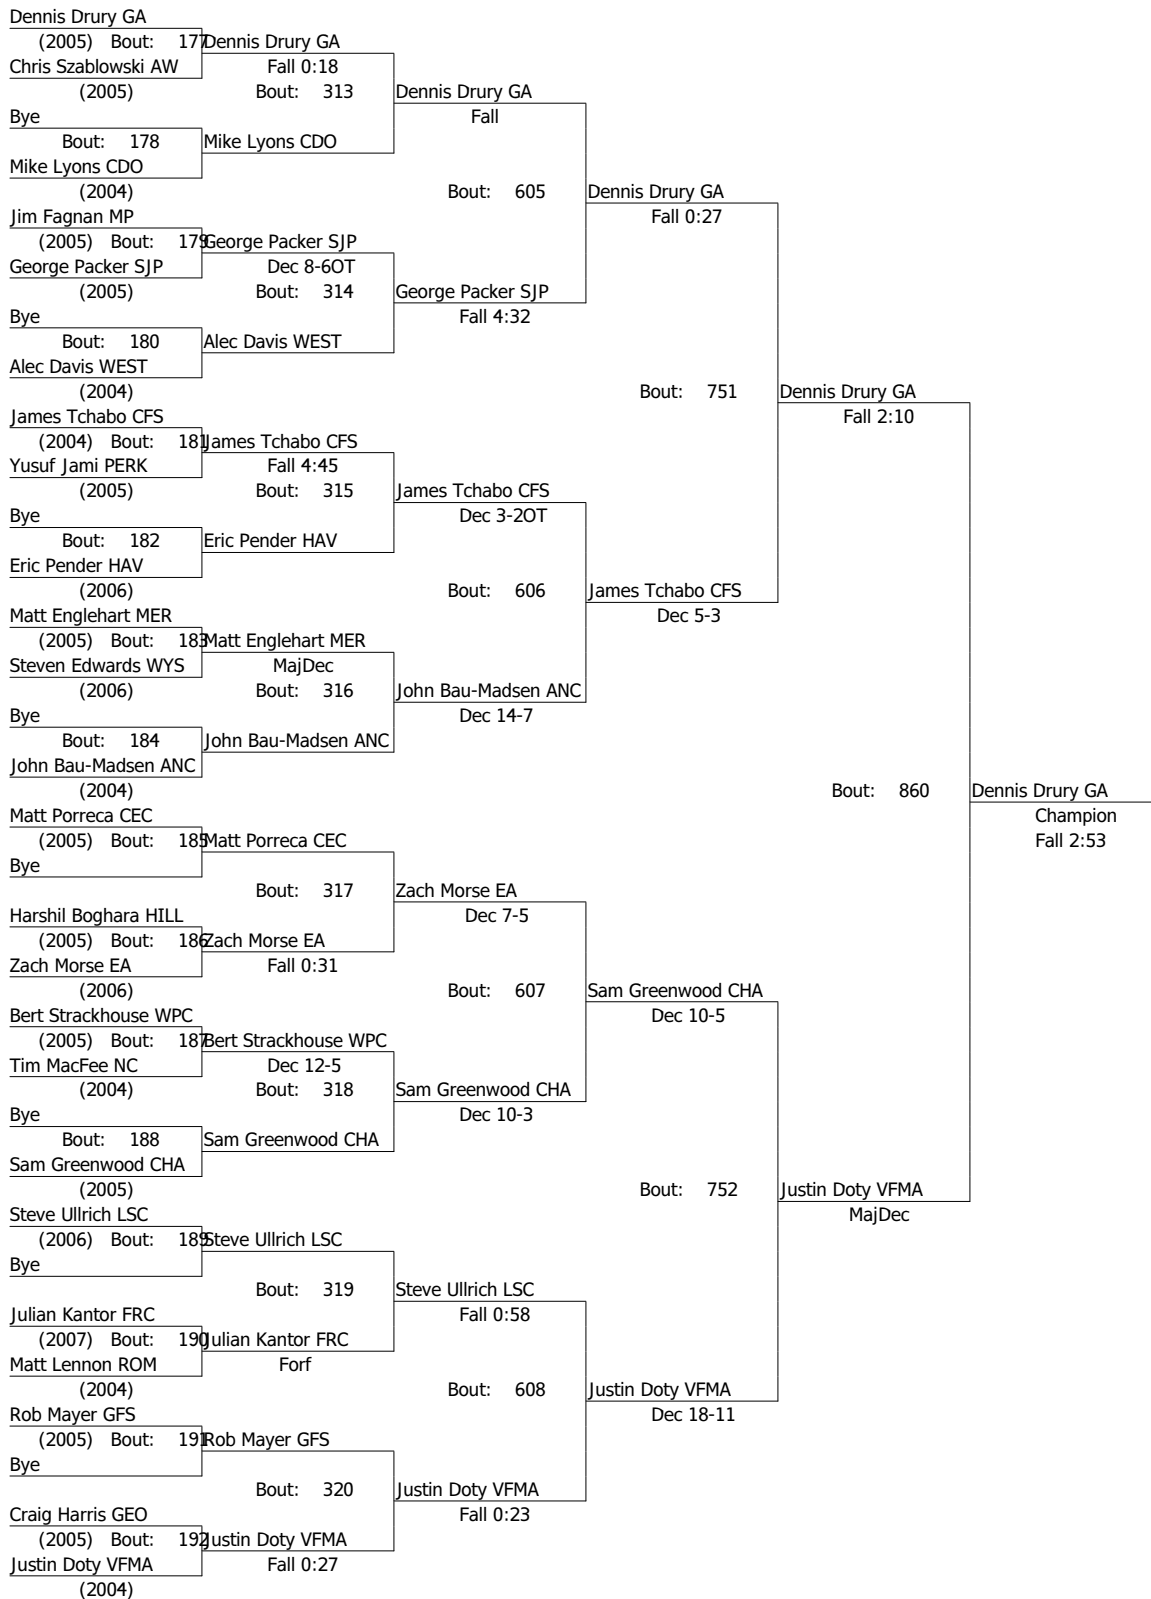 Dennis Drury GA
(2005) Bout: 177 Dennis Drury GA
Chris Szablowski AW Fall 0:18
(2005) Bout: 313 Dennis Drury GA
Bye Fall
Bout: 178 Mike Lyons CDO
Mike Lyons CDO
(2004) Bout: 605 Dennis Drury GA
Jim Fagnan MP Fall 0:27
(2005) Bout: 179 George Packer SJP
George Packer SJP Dec 8-6OT
(2005) Bout: 314 George Packer SJP
Bye Fall 4:32
Bout: 180 Alec Davis WEST
Alec Davis WEST
(2004) Bout: 751 Dennis Drury GA
James Tchabo CFS Fall 2:10
(2004) Bout: 181 James Tchabo CFS
Yusuf Jami PERK Fall 4:45
(2005) Bout: 315 James Tchabo CFS
Bye Dec 3-2OT
Bout: 182 Eric Pender HAV
Eric Pender HAV
(2006) Bout: 606 James Tchabo CFS
Matt Englehart MER Dec 5-3
(2005) Bout: 183 Matt Englehart MER
Steven Edwards WYS MajDec
(2006) Bout: 316 John Bau-Madsen ANC
Bye Dec 14-7
Bout: 184 John Bau-Madsen ANC
John Bau-Madsen ANC
(2004) Bout: 860 Dennis Drury GA
Matt Porreca CEC Champion
(2005) Bout: 185 Matt Porreca CEC Fall 2:53
Bye
Bout: 317 Zach Morse EA
Harshil Boghara HILL Dec 7-5
(2005) Bout: 186 Zach Morse EA
Zach Morse EA Fall 0:31
(2006) Bout: 607 Sam Greenwood CHA
Bert Strackhouse WPC Dec 10-5
(2005) Bout: 187 Bert Strackhouse WPC
Tim MacFee NC Dec 12-5
(2004) Bout: 318 Sam Greenwood CHA
Bye Dec 10-3
Bout: 188 Sam Greenwood CHA
Sam Greenwood CHA
(2005) Bout: 752 Justin Doty VFMA
Steve Ullrich LSC MajDec
(2006) Bout: 189 Steve Ullrich LSC
Bye
Bout: 319 Steve Ullrich LSC
Julian Kantor FRC Fall 0:58
(2007) Bout: 190 Julian Kantor FRC
Matt Lennon ROM Forf
(2004) Bout: 608 Justin Doty VFMA
Rob Mayer GFS Dec 18-11
(2005) Bout: 191 Rob Mayer GFS
Bye
Bout: 320 Justin Doty VFMA
Craig Harris GEO Fall 0:23
(2005) Bout: 192 Justin Doty VFMA
Justin Doty VFMA Fall 0:27
(2004)